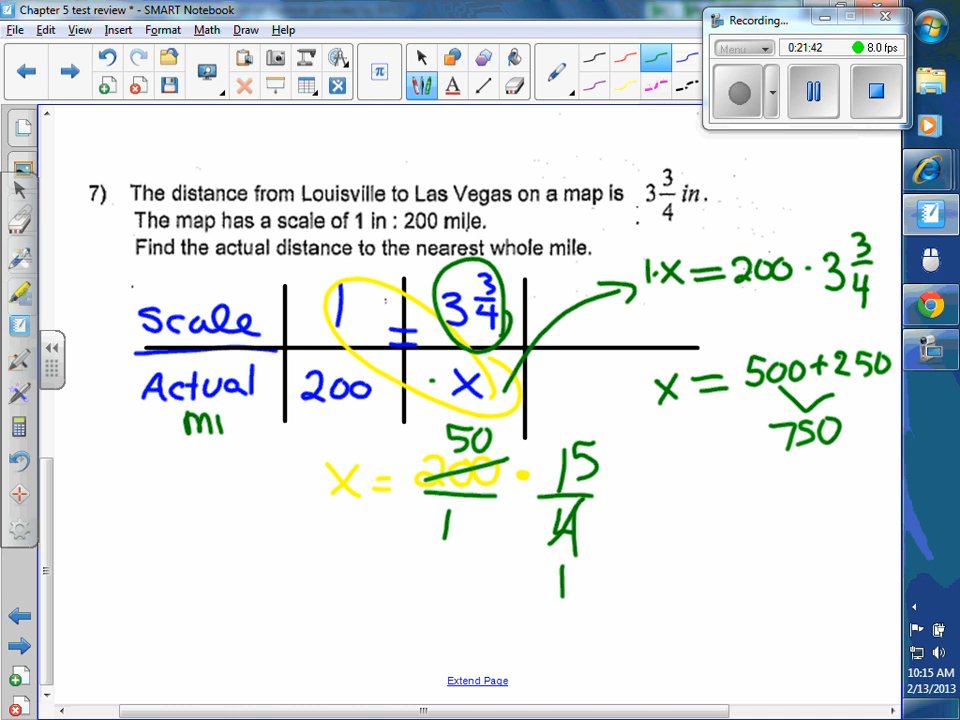 Chapter 5 test review * - SMART Notebook
File Edit View Insert Format Math Draw Help
Recording...
Menu
0:21:42
8.0 fps
π
A
7) The distance from Louisville to Las Vegas on a map is 3 3/4 in.
The map has a scale of 1 in : 200 mile.
Find the actual distance to the nearest whole mile.
Scale 1 = 3 3/4
Actual 200 · x
mi
1·x = 200 · 3 3/4
x = 500+250
750
50
x = 200/1 · 15/4
1
Extend Page
10:15 AM
2/13/2013